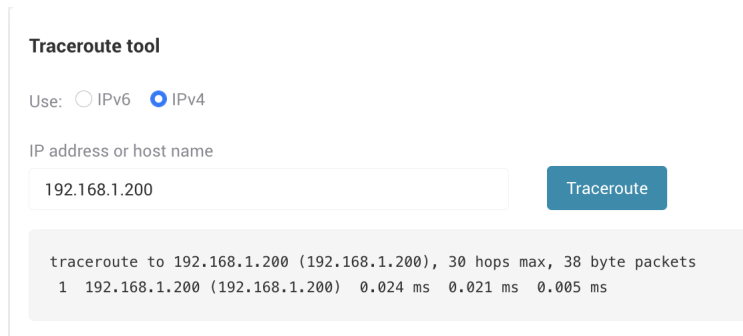 Traceroute tool
Use: IPv6 IPv4
IP address or host name
192.168.1.200 Traceroute
traceroute to 192.168.1.200 (192.168.1.200), 30 hops max, 38 byte packets
1 192.168.1.200 (192.168.1.200) 0.024 ms 0.021 ms 0.005 ms